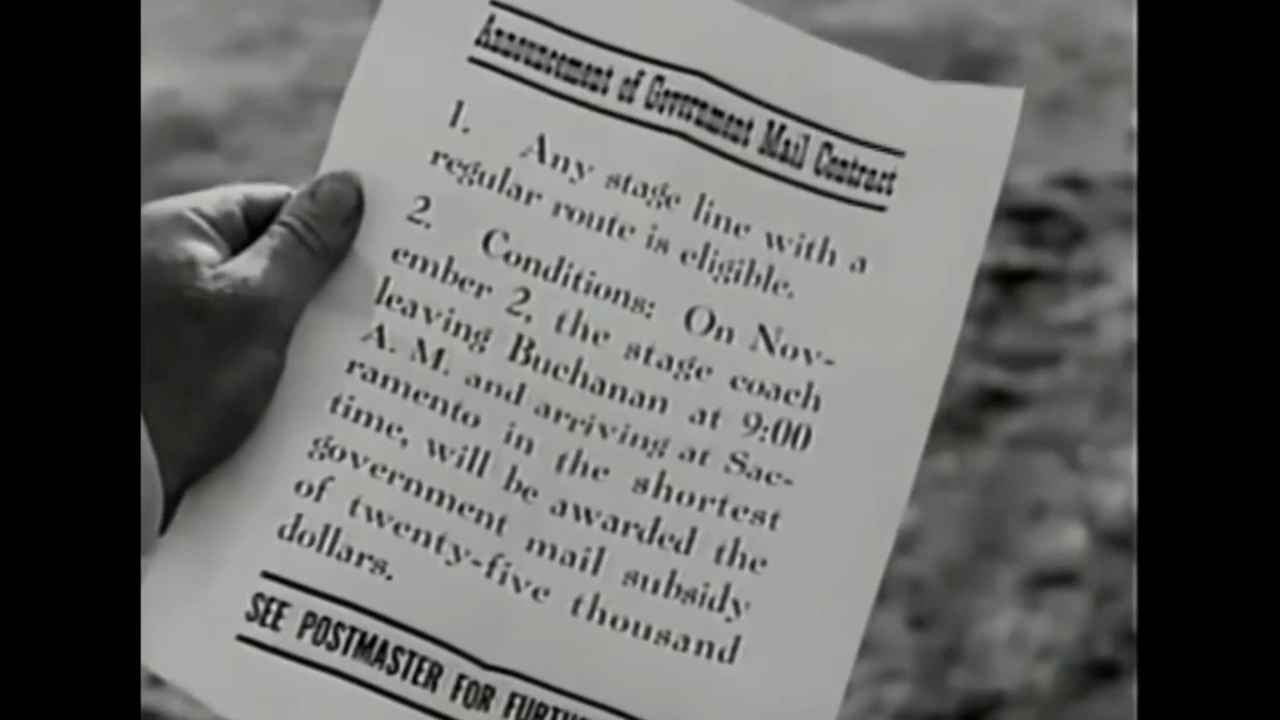 Announcement of Government Mail Contract
1. Any stage line with a
regular route is eligible.
2. Conditions: On Nov-
ember 2, the stage coach
leaving Buchanan at 9:00
A. M. and arriving at Sac-
ramento in the shortest
time, will be awarded the
government mail subsidy
of twenty-five thousand
dollars.
SEE POSTMASTER FOR